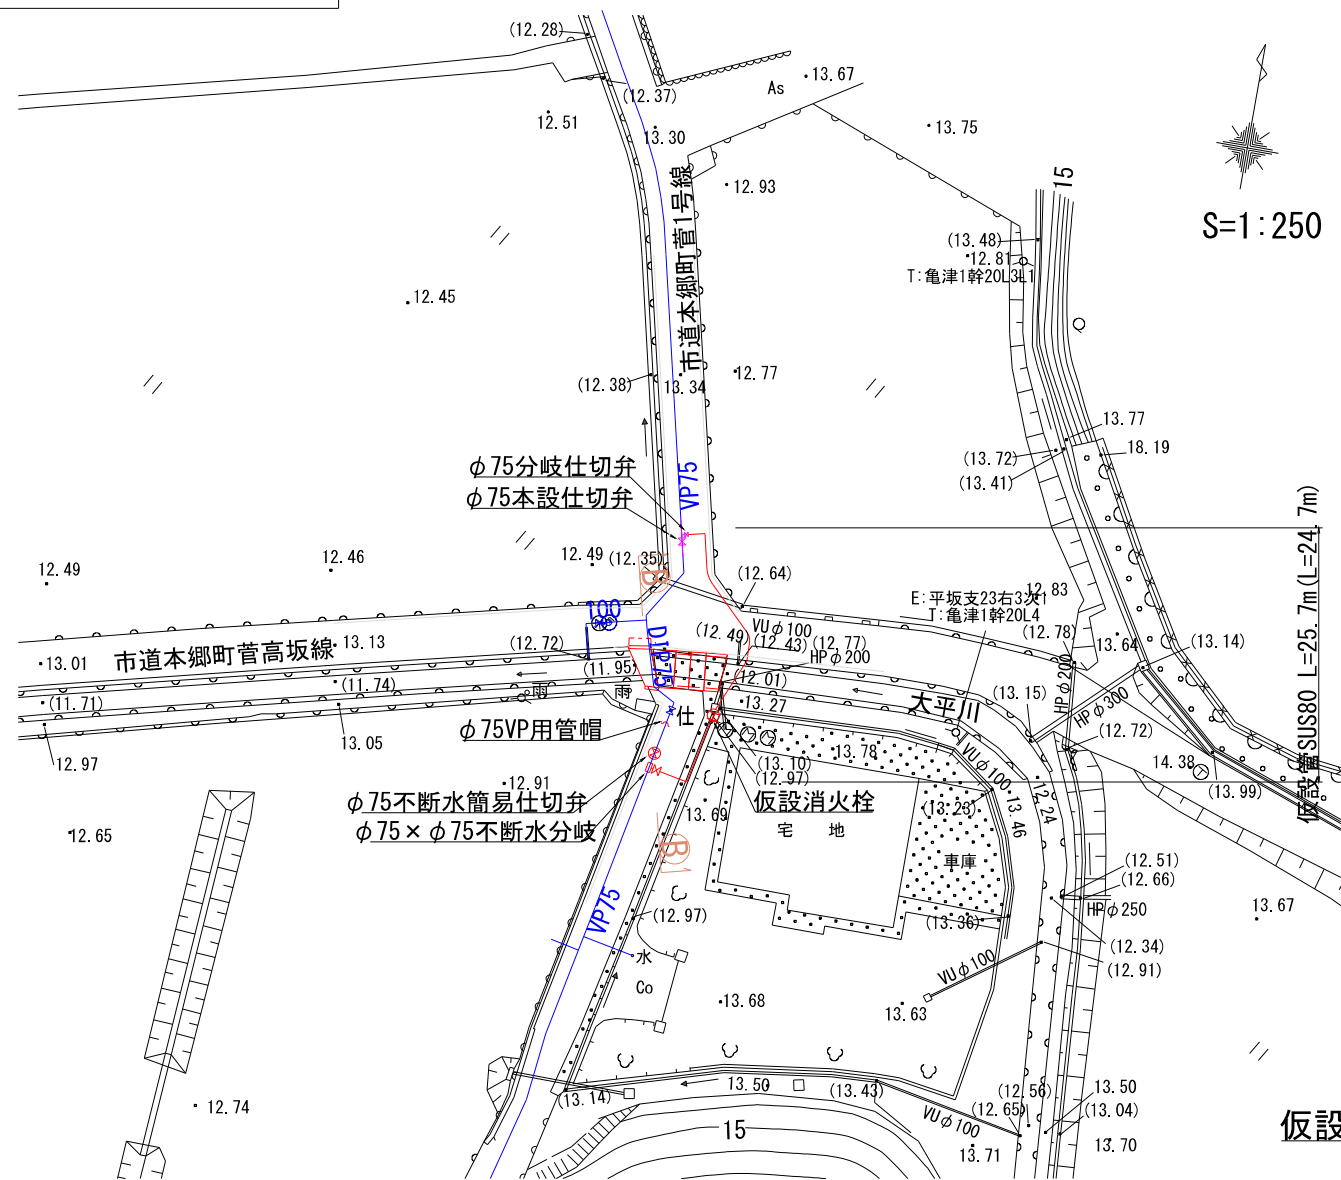 (12.28)
13.67
As
(12.37)
12.51
13.30
13.75
12.93
市道本郷町菅1号線
15
S=1:250
(13.48)
12.81
T:亀津1幹20L3L1
12.45
(12.38)
13.34
12.77
13.77
18.19
(13.72)
(13.41)
φ75分岐仕切弁
φ75本設仕切弁
VP75
仮設管SUS80 L=25.7m(L=24.7m)
12.49
12.46
12.49
(12.35)
B
(12.64)
12.83
E:平坂支23右3次1
T:亀津1幹20L4
100
DIP75
VUφ100
(12.49)
(12.43)
(12.77)
(12.78)
13.64
(13.14)
13.01
市道本郷町菅高坂線
13.13
(12.72)
(11.95)
HPφ200
(12.01)
HPφ200
(11.71)
(11.74)
雨
雨
13.27
大平川
(13.15)
HPφ300
(12.72)
13.05
φ75VP用管帽
仕
13.78
VUφ100
14.38
12.97
(13.10)
(12.97)
(13.99)
12.91
φ75不断水簡易仕切弁
φ75×φ75不断水分岐
仮設消火栓
13.69
宅 地
(13.23)
13.46
12.24
12.65
車庫
B1
(12.51)
(12.66)
HPφ250
VP75
(12.97)
(13.36)
13.67
(12.34)
(12.91)
水
Co
VUφ100
13.68
13.63
12.74
(13.14)
13.50
(13.43)
(12.56)
13.50
(12.65)
(13.04)
VUφ100
15
13.71
13.70
仮設